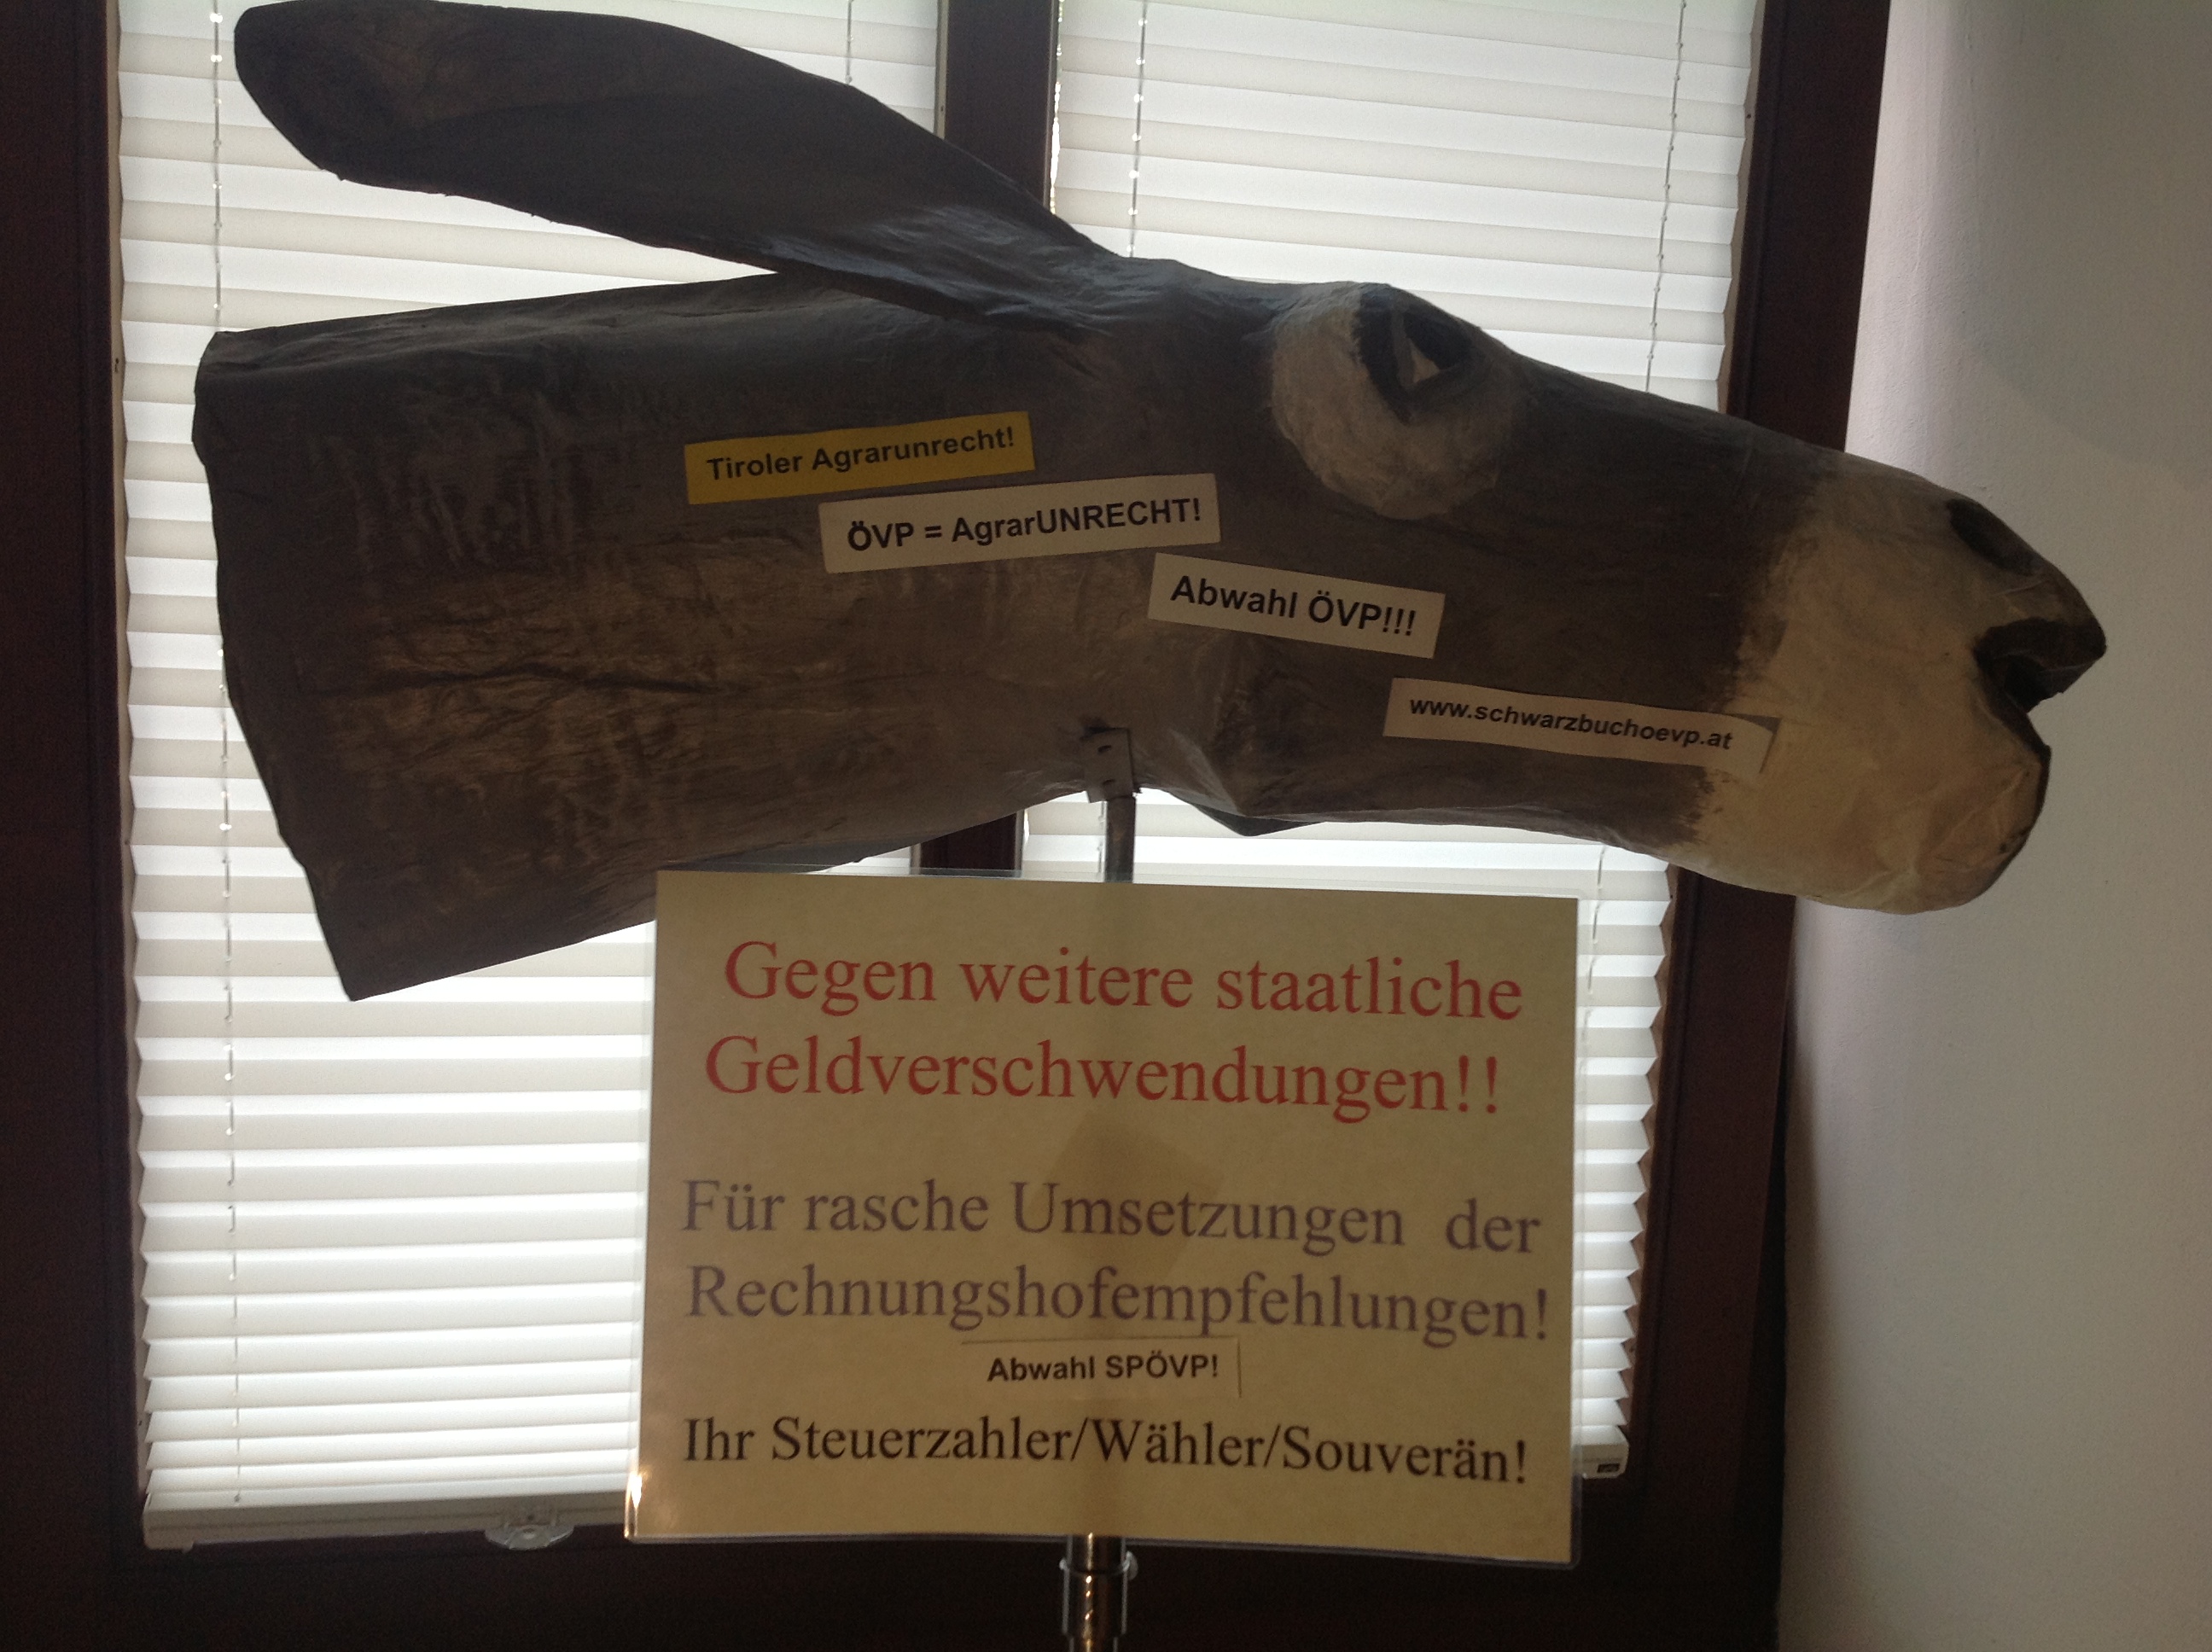 Tiroler Agrarunrecht!
ÖVP = AgrarUNRECHT!
Abwahl ÖVP!!!
www.schwarzbuchoevp.at
Gegen weitere staatliche
Geldverschwendungen!!
Für rasche Umsetzungen der
Rechnungshofempfehlungen!
Abwahl SPÖVP!
Ihr Steuerzahler/Wähler/Souverän!